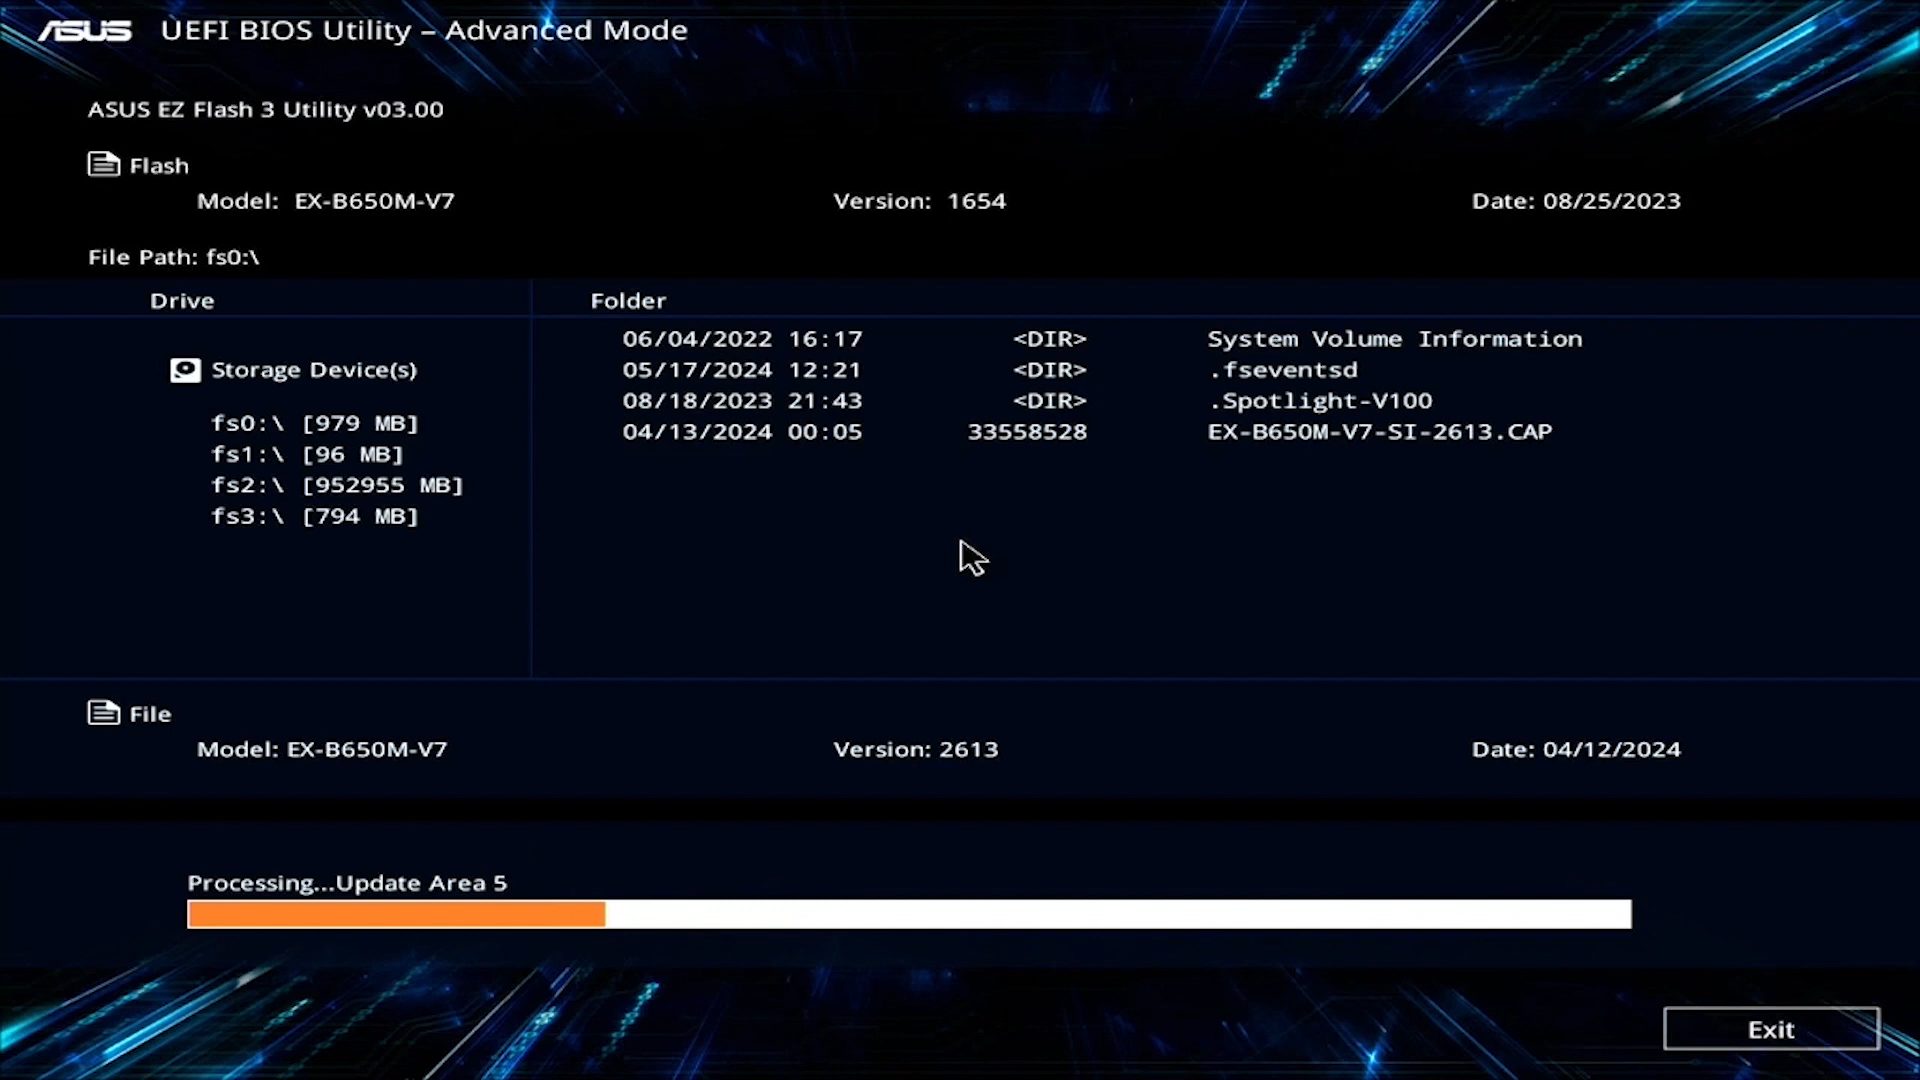 ASUS UEFI BIOS Utility – Advanced Mode
ASUS EZ Flash 3 Utility v03.00
Flash
Model: EX-B650M-V7 Version: 1654 Date: 08/25/2023
File Path: fs0:\
Drive Folder
06/04/2022 16:17 <DIR> System Volume Information
Storage Device(s) 05/17/2024 12:21 <DIR> .fseventsd
08/18/2023 21:43 <DIR> .Spotlight-V100
fs0:\ [979 MB] 04/13/2024 00:05 33558528 EX-B650M-V7-SI-2613.CAP
fs1:\ [96 MB]
fs2:\ [952955 MB]
fs3:\ [794 MB]
File
Model: EX-B650M-V7 Version: 2613 Date: 04/12/2024
Processing...Update Area 5
Exit